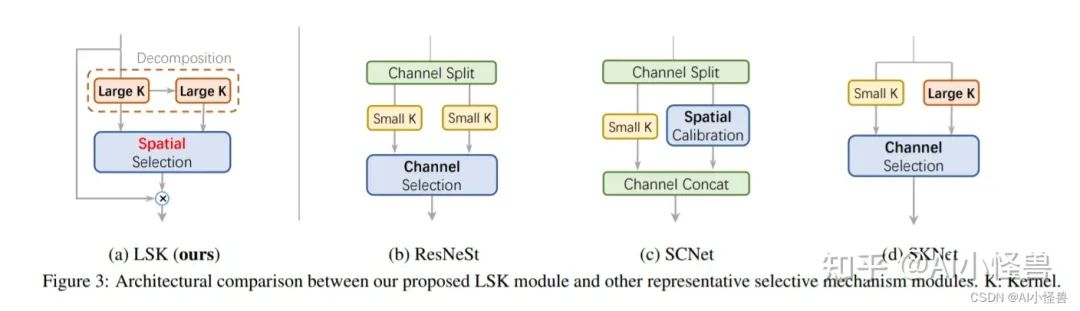 Decomposition
Large K
Large K
Spatial
Selection
(a) LSK (ours)
Channel Split
Small K
Small K
Channel
Selection
(b) ResNeSt
Channel Split
Small K
Spatial
Calibration
Channel Concat
(c) SCNet
Small K
Large K
Channel
Selection
(d) SKNet
Figure 3: Architectural comparison between our proposed LSK module and other representative selective mechanism modules. K: Kernel.
知乎 @AI小怪兽
CSDN @AI小怪兽